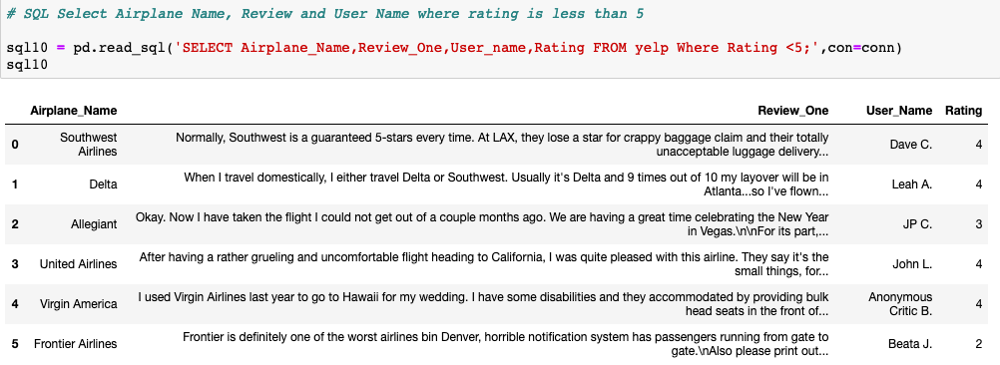 # SQL Select Airplane Name, Review and User Name where rating is less than 5
sql10 = pd.read_sql('SELECT Airplane_Name,Review_One,User_name,Rating FROM yelp Where Rating <5;',con=conn)
sql10
Airplane_Name Review_One User_Name Rating
0 Southwest Airlines Normally, Southwest is a guaranteed 5-stars every time. At LAX, they lose a star for crappy baggage claim and their totally unacceptable luggage delivery... Dave C. 4
1 Delta When I travel domestically, I either travel Delta or Southwest. Usually it's Delta and 9 times out of 10 my layover will be in Atlanta...so I've flown... Leah A. 4
2 Allegiant Okay. Now I have taken the flight I could not get out of a couple months ago. We are having a great time celebrating the New Year in Vegas.\n\nFor its part,... JP C. 3
3 United Airlines After having a rather grueling and uncomfortable flight heading to California, I was quite pleased with this airline. They say it's the small things, for... John L. 4
4 Virgin America I used Virgin Airlines last year to go to Hawaii for my wedding. I have some disabilities and they accommodated by providing bulk head seats in the front of... Anonymous Critic B. 4
5 Frontier Airlines Frontier is definitely one of the worst airlines bin Denver, horrible notification system has passengers running from gate to gate.\nAlso please print out... Beata J. 2